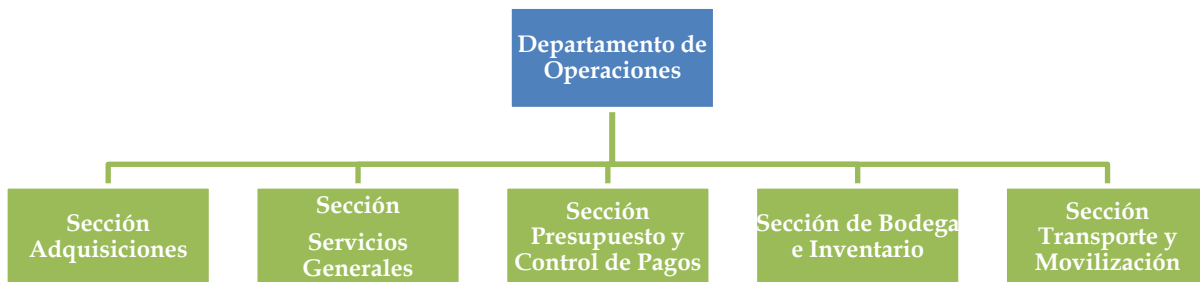 Departamento de
Operaciones
Sección
Adquisiciones
Sección
Servicios
Generales
Sección
Presupuesto y
Control de Pagos
Sección de Bodega
e Inventario
Sección
Transporte y
Movilización